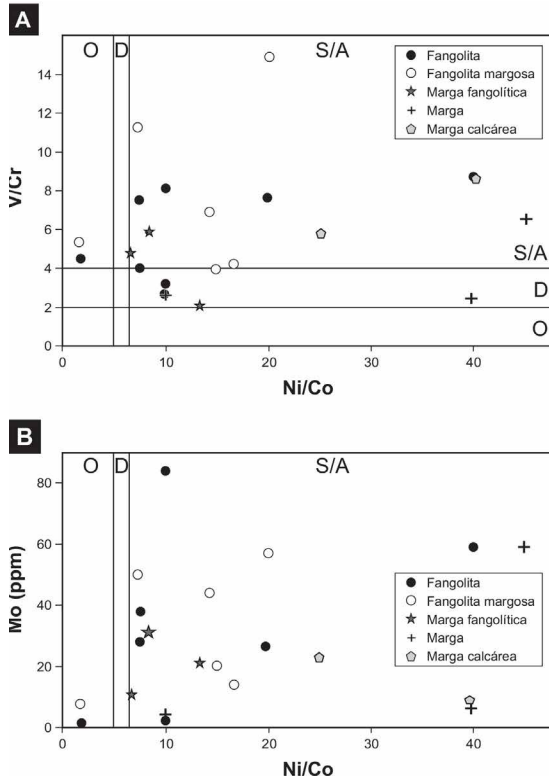 A
O D S/A
Fangolita
Fangolita margosa
Marga fangolítica
Marga
Marga calcárea
14
12
10
8
6
4
2
0
V/Cr
S/A
D
O
0 10 20 30 40
Ni/Co
B
O D S/A
80
60
40
20
0
Mo (ppm)
Fangolita
Fangolita margosa
Marga fangolítica
Marga
Marga calcárea
0 10 20 30 40
Ni/Co